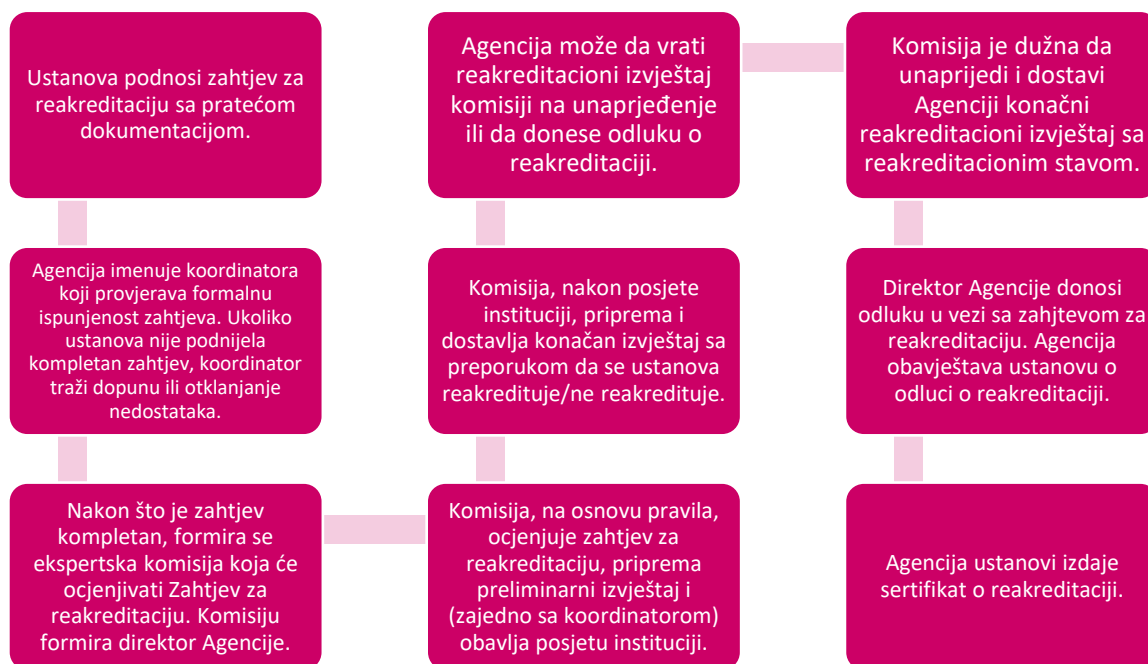 Ustanova podnosi zahtjev za
reakreditaciju sa pratećom
dokumentacijom.
Agencija imenuje koordinatora
koji provjerava formalnu
ispunjenost zahtjeva. Ukoliko
ustanova nije podnijela
kompletan zahtjev, koordinator
traži dopunu ili otklanjanje
nedostataka.
Nakon što je zahtjev
kompletan, formira se
ekspertska komisija koja će
ocjenjivati Zahtjev za
reakreditaciju. Komisiju
formira direktor Agencije.
Komisija, na osnovu pravila,
ocjenjuje zahtjev za
reakreditaciju, priprema
preliminarni izvještaj i
(zajedno sa koordinatorom)
obavlja posjetu instituciji.
Komisija, nakon posjete
instituciji, priprema i
dostavlja konačan izvještaj sa
preporukom da se ustanova
reakredituje/ne reakredituje.
Agencija može da vrati
reakreditacioni izvještaj
komisiji na unaprjeđenje
ili da donese odluku o
reakreditaciji.
Komisija je dužna da
unaprijedi i dostavi
Agenciji konačni
reakreditacioni izvještaj sa
reakreditacionim stavom.
Direktor Agencije donosi
odluku u vezi sa zahjtevom za
reakreditaciju. Agencija
obavještava ustanovu o
odluci o reakreditaciji.
Agencija ustanovi izdaje
sertifikat o reakreditaciji.